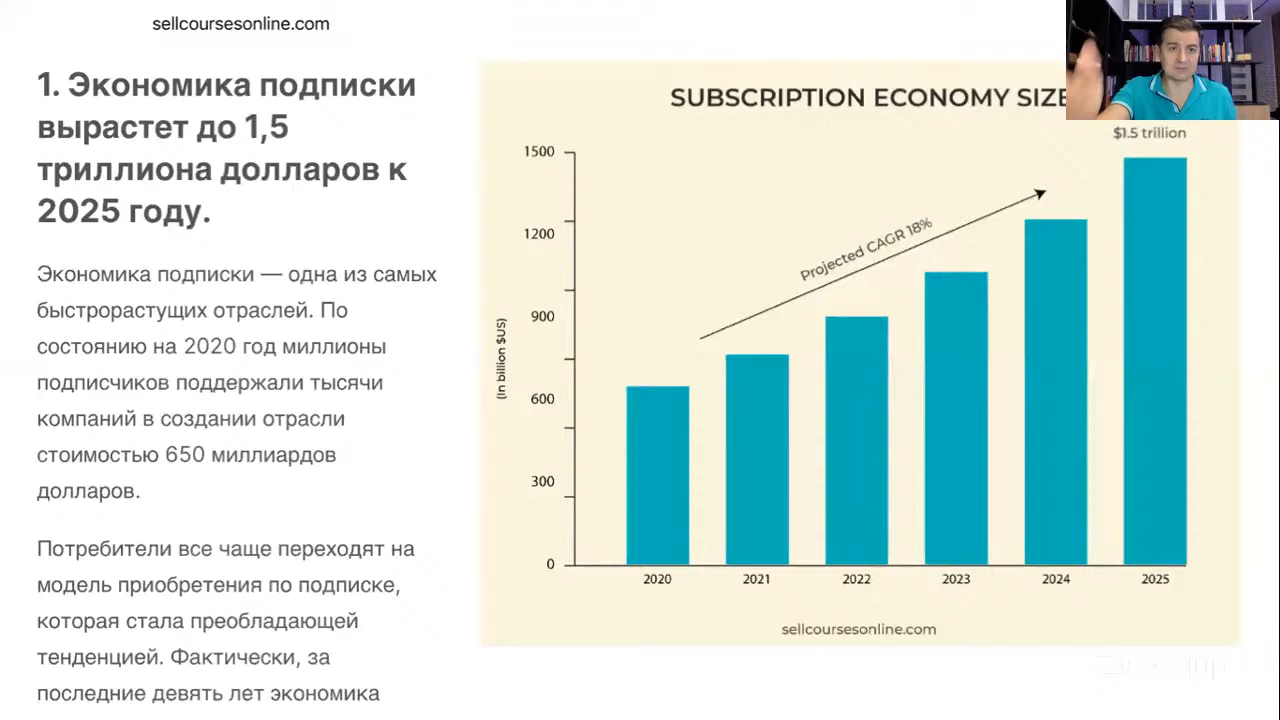 sellcoursesonline.com
1. Экономика подписки
вырастет до 1,5
триллиона долларов к
2025 году.
Экономика подписки — одна из самых
быстрорастущих отраслей. По
состоянию на 2020 год миллионы
подписчиков поддержали тысячи
компаний в создании отрасли
стоимостью 650 миллиардов
долларов.
Потребители все чаще переходят на
модель приобретения по подписке,
которая стала преобладающей
тенденцией. Фактически, за
последние девять лет экономика
SUBSCRIPTION ECONOMY SIZE
$1.5 trillion
Projected CAGR 18%
(In billion $US)
1500
1200
900
600
300
0
2020 2021 2022 2023 2024 2025
sellcoursesonline.com